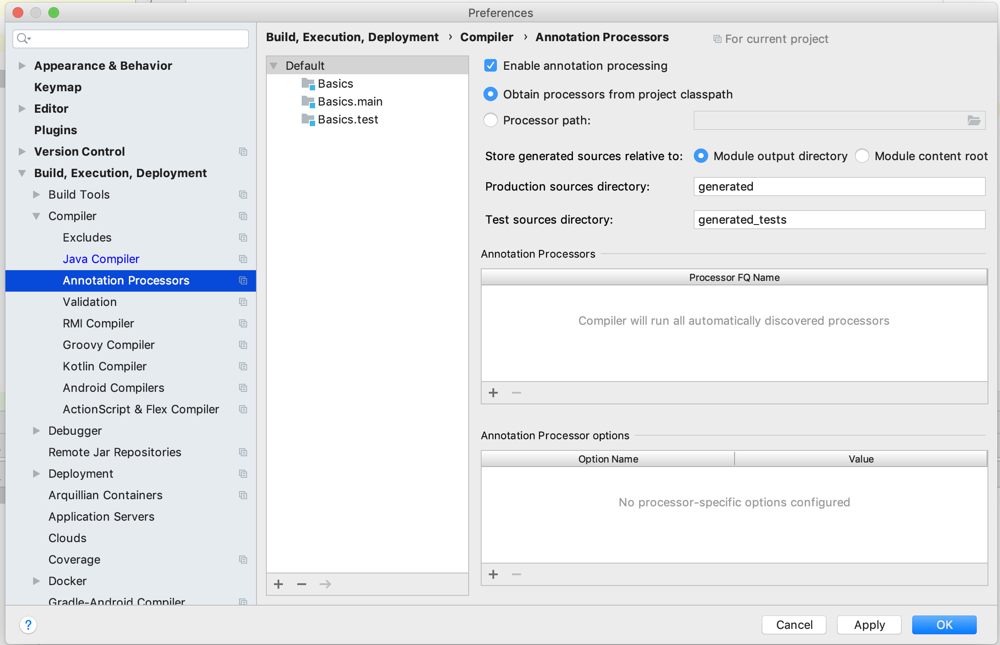 Preferences
Appearance & Behavior
Keymap
Editor
Plugins
Version Control
Build, Execution, Deployment
Build Tools
Compiler
Excludes
Java Compiler
Annotation Processors
Validation
RMI Compiler
Groovy Compiler
Kotlin Compiler
Android Compilers
ActionScript & Flex Compiler
Debugger
Remote Jar Repositories
Deployment
Arquillian Containers
Application Servers
Clouds
Coverage
Docker
Gradle-Android Compiler
Build, Execution, Deployment › Compiler › Annotation Processors
For current project
Default
Basics
Basics.main
Basics.test
Enable annotation processing
Obtain processors from project classpath
Processor path:
Store generated sources relative to: Module output directory Module content root
Production sources directory: generated
Test sources directory: generated_tests
Annotation Processors
Processor FQ Name
Compiler will run all automatically discovered processors
Annotation Processor options
Option Name Value
No processor-specific options configured
?
Cancel
Apply
OK